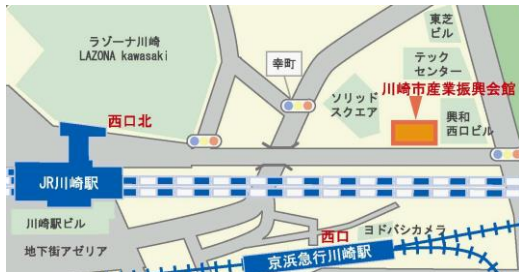 ラゾーナ川崎
LAZONA kawasaki
幸町
東芝
ビル
テック
センター
川崎市産業振興会館
ソリッド
スクエア
興和
西口ビル
西口北
JR川崎駅
川崎駅ビル
地下街アゼリア
西口
ヨドバシカメラ
京浜急行川崎駅